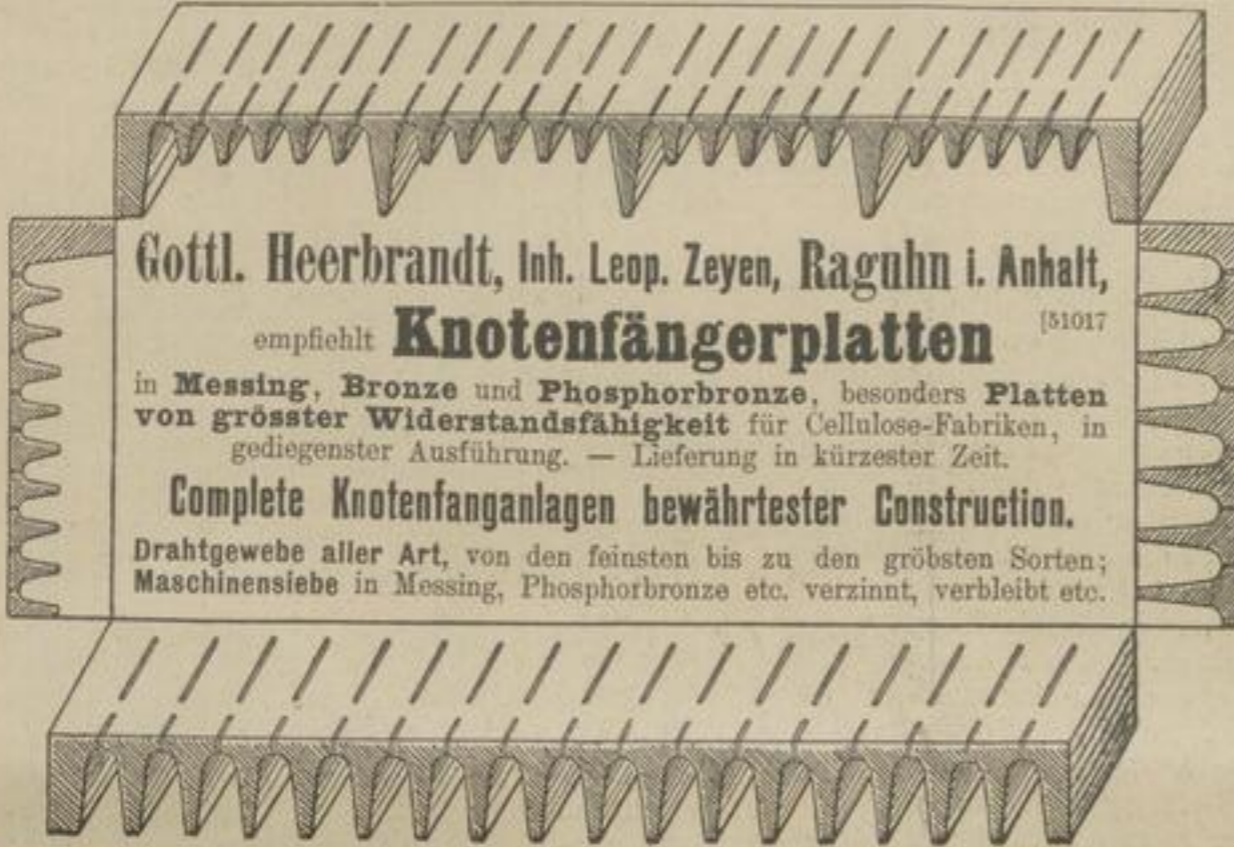 Gottl. Heerbrandt, Inh. Leop. Zeyen, Raguhn i. Anhalt,
empfiehlt Knotenfängerplatten [51017
in Messing, Bronze und Phosphorbronze, besonders Platten
von grösster Widerstandsfähigkeit für Cellulose-Fabriken, in
gediegenster Ausführung. — Lieferung in kürzester Zeit.
Complete Knotenfanganlagen bewährtester Construction.
Drahtgewebe aller Art, von den feinsten bis zu den gröbsten Sorten;
Maschinensiebe in Messing, Phosphorbronze etc. verzinnt, verbleibt etc.